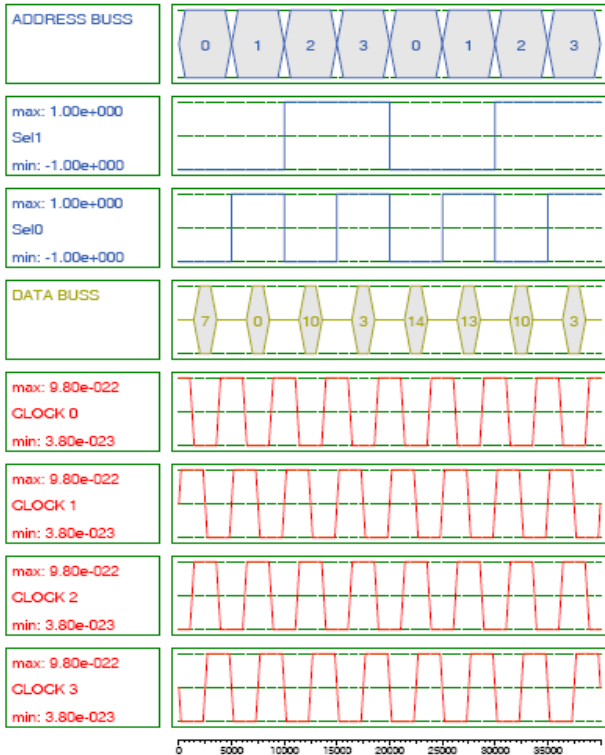 ADDRESS BUSS
0 1 2 3 0 1 2 3
max: 1.00e+000
Sel1
min: -1.00e+000
max: 1.00e+000
Sel0
min: -1.00e+000
DATA BUSS
7 0 10 3 14 13 10 3
max: 9.80e-022
CLOCK 0
min: 3.80e-023
max: 9.80e-022
CLOCK 1
min: 3.80e-023
max: 9.80e-022
CLOCK 2
min: 3.80e-023
max: 9.80e-022
CLOCK 3
min: 3.80e-023
0 5000 10000 15000 20000 25000 30000 35000